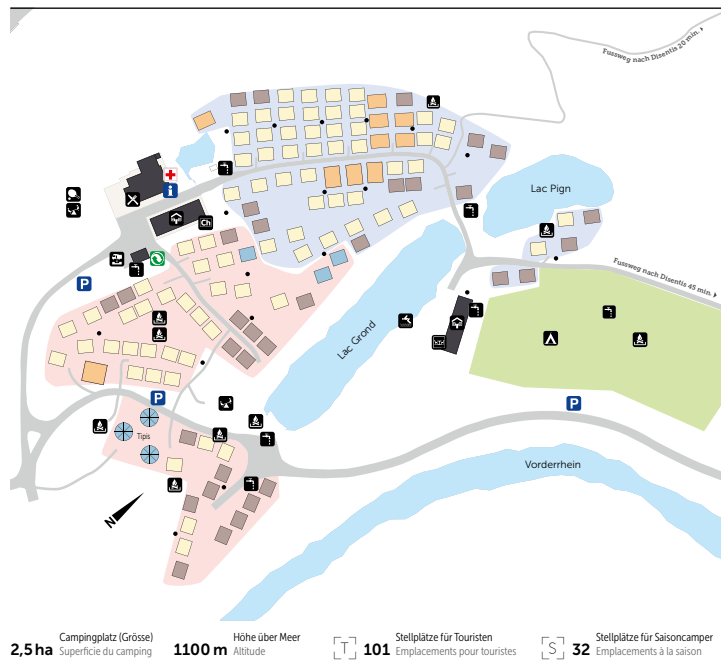 Fussweg nach Disentis 20 min.
Lac Pign
Ch
Fussweg nach Disentis 45 min.
P
Lac Grond
P
P
Tipis
Vorderrhein
N
2,5 ha Campingplatz (Grösse)
Superficie du camping
1100 m Höhe über Meer
Altitude
T 101 Stellplätze für Touristen
Emplacements pour touristes
S 32 Stellplätze für Saisoncamper
Emplacements à la saison